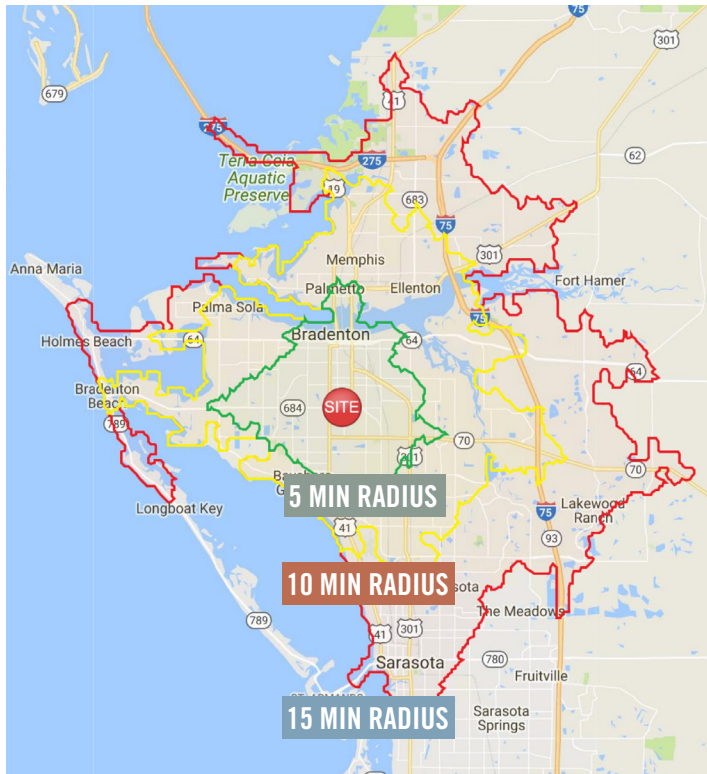 75
301
679
41
275
Terra Ceia
Aquatic
Preserve
275
62
19
683
75
301
Memphis
Anna Maria
Palmetto
Ellenton
Fort Hamer
Palma Sola
75
Holmes Beach
64
Bradenton
64
64
Bradenton
Beach
684
SITE
789
70
301
70
5 MIN RADIUS
Longboat Key
41
75
Lakewood
Ranch
93
10 MIN RADIUS
The Meadows
789
41
301
Sarasota
780
Fruitville
15 MIN RADIUS
Sarasota
Springs